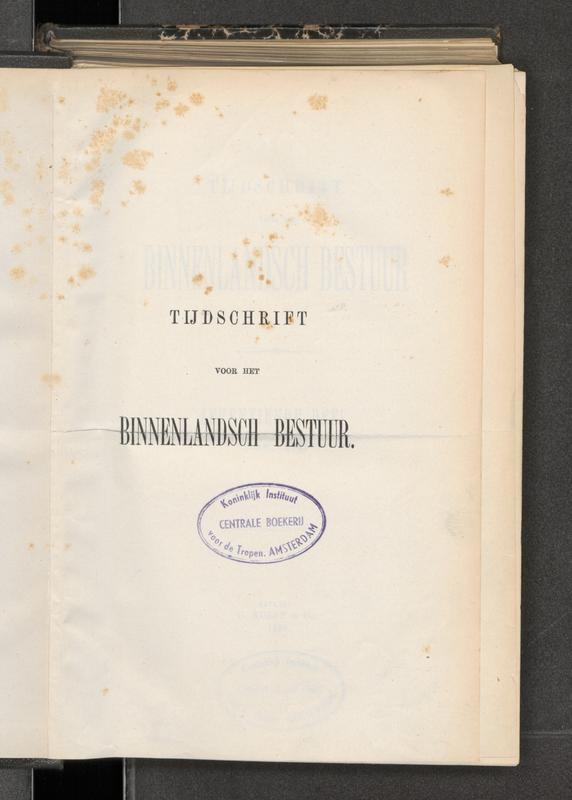 TIJDSCHRIFT
VOOR HET
BINNENLANDSCH BESTUUR.
Koninklijk Instituut
CENTRALE BOEKERIJ
voor de Tropen. AMSTERDAM